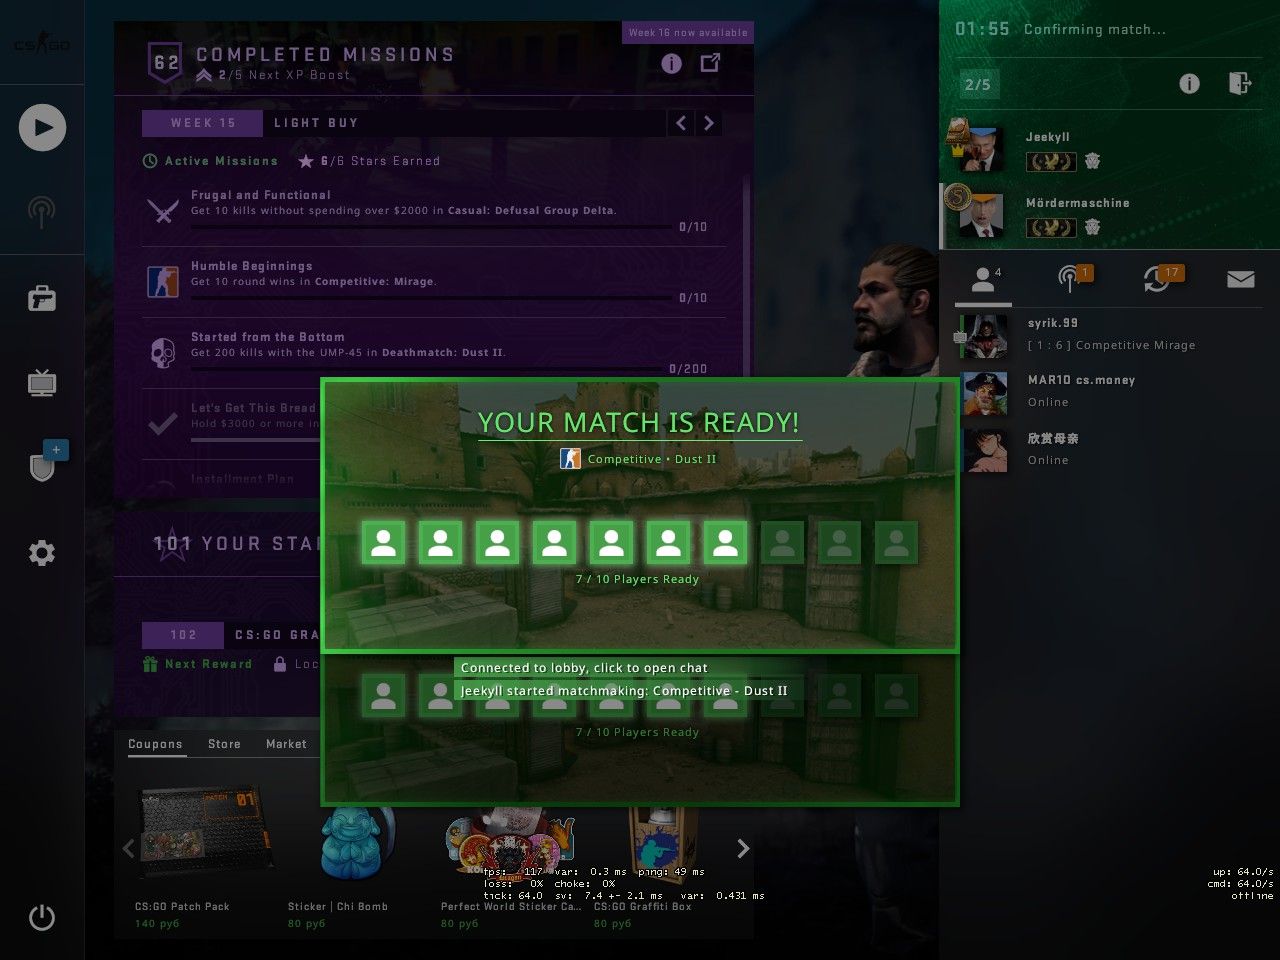 CS:GO
Week 16 now available
62
COMPLETED MISSIONS
2/5 Next XP Boost
WEEK 15
LIGHT BUY
Active Missions
6/6 Stars Earned
Frugal and Functional
Get 10 kills without spending over $2000 in Casual: Defusal Group Delta.
0/10
Humble Beginnings
Get 10 round wins in Competitive: Mirage.
0/10
Started from the Bottom
Get 200 kills with the UMP-45 in Deathmatch: Dust II.
0/200
Let's Get This Bread
Hold $3000 or more in
Installment Plan
101 YOUR STA
102
CS:GO GRA
Next Reward
Loc
Coupons
Store
Market
PATCH
01
CS:GO Patch Pack
140 руб
Sticker | Chi Bomb
80 руб
Perfect World Sticker Ca...
80 руб
CS:GO Graffiti Box
80 руб
YOUR MATCH IS READY!
Competitive • Dust II
7 / 10 Players Ready
Connected to lobby, click to open chat
Jeekyll started matchmaking: Competitive - Dust II
7 / 10 Players Ready
fps: 117 var: 0.3 ms ping: 49 ms
loss: 0% choke: 0%
tick: 64.0 sv: 7.4 +- 2.1 ms var: 0.431 ms
01:55
Confirming match...
2/5
Jeekyll
5
Mördermaschine
4
1
17
syrik.99
[ 1 : 6 ] Competitive Mirage
MAR1O cs.money
Online
欣赏母亲
Online
up: 64.0/s
cmd: 64.0/s
offline